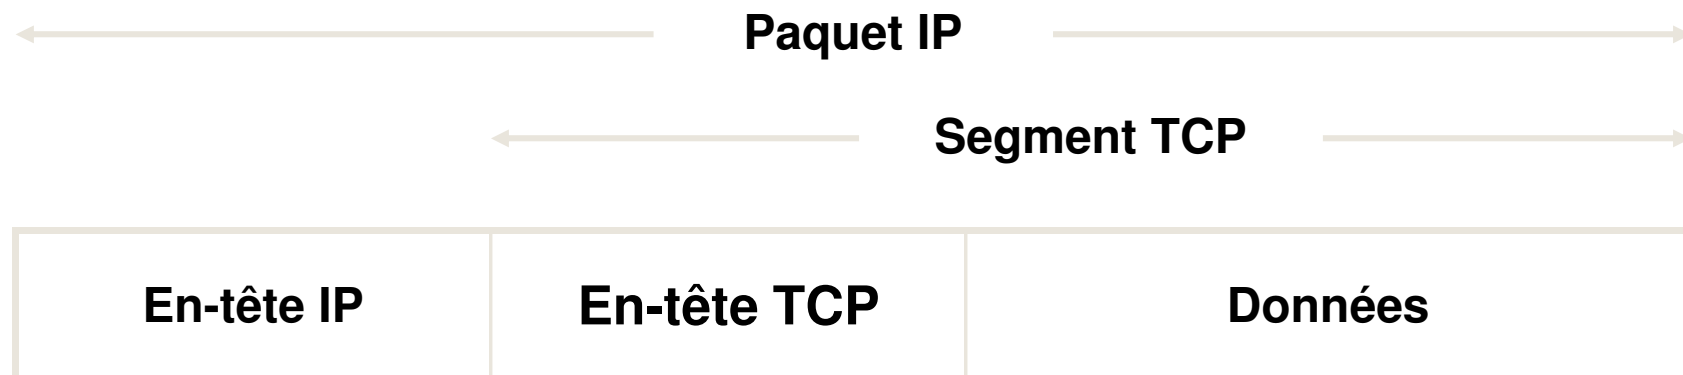 Paquet IP
Segment TCP
En-tête IP En-tête TCP Données